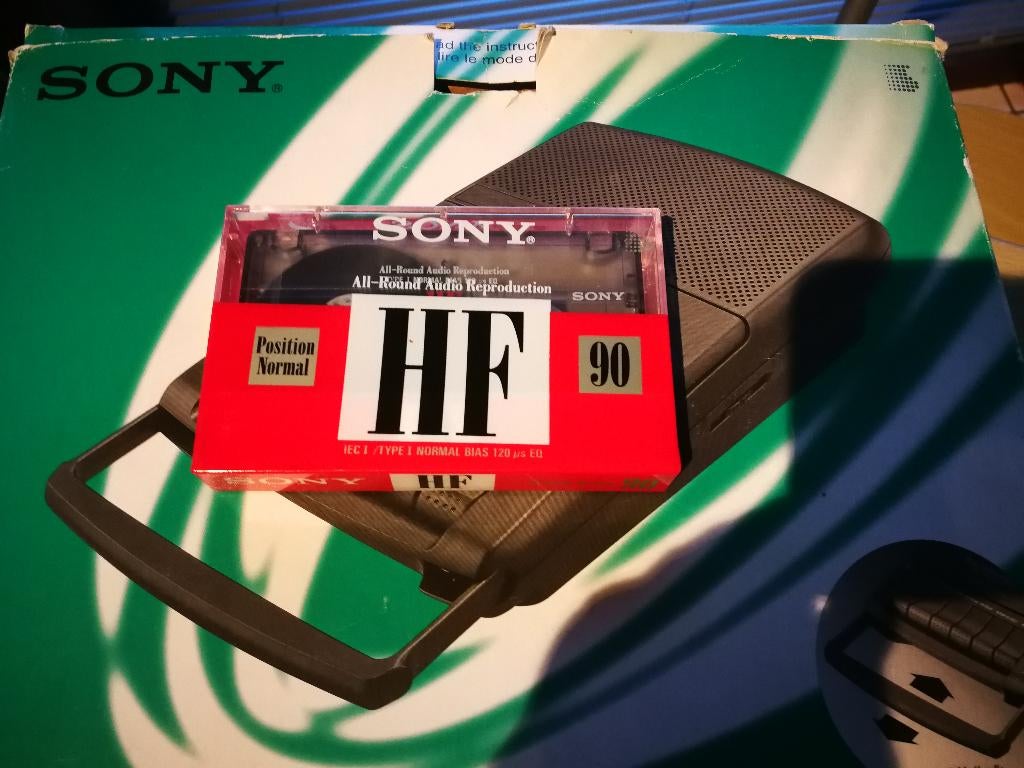 ad the instruc
lire le mode d
SONY®
SONY®
All-Round Audio Reproduction
All-Round Audio Reproduction
SONY
Position
Normal
HF
90
IEC I /TYPE I NORMAL BIAS 120 µs EQ
SONY
HF
90